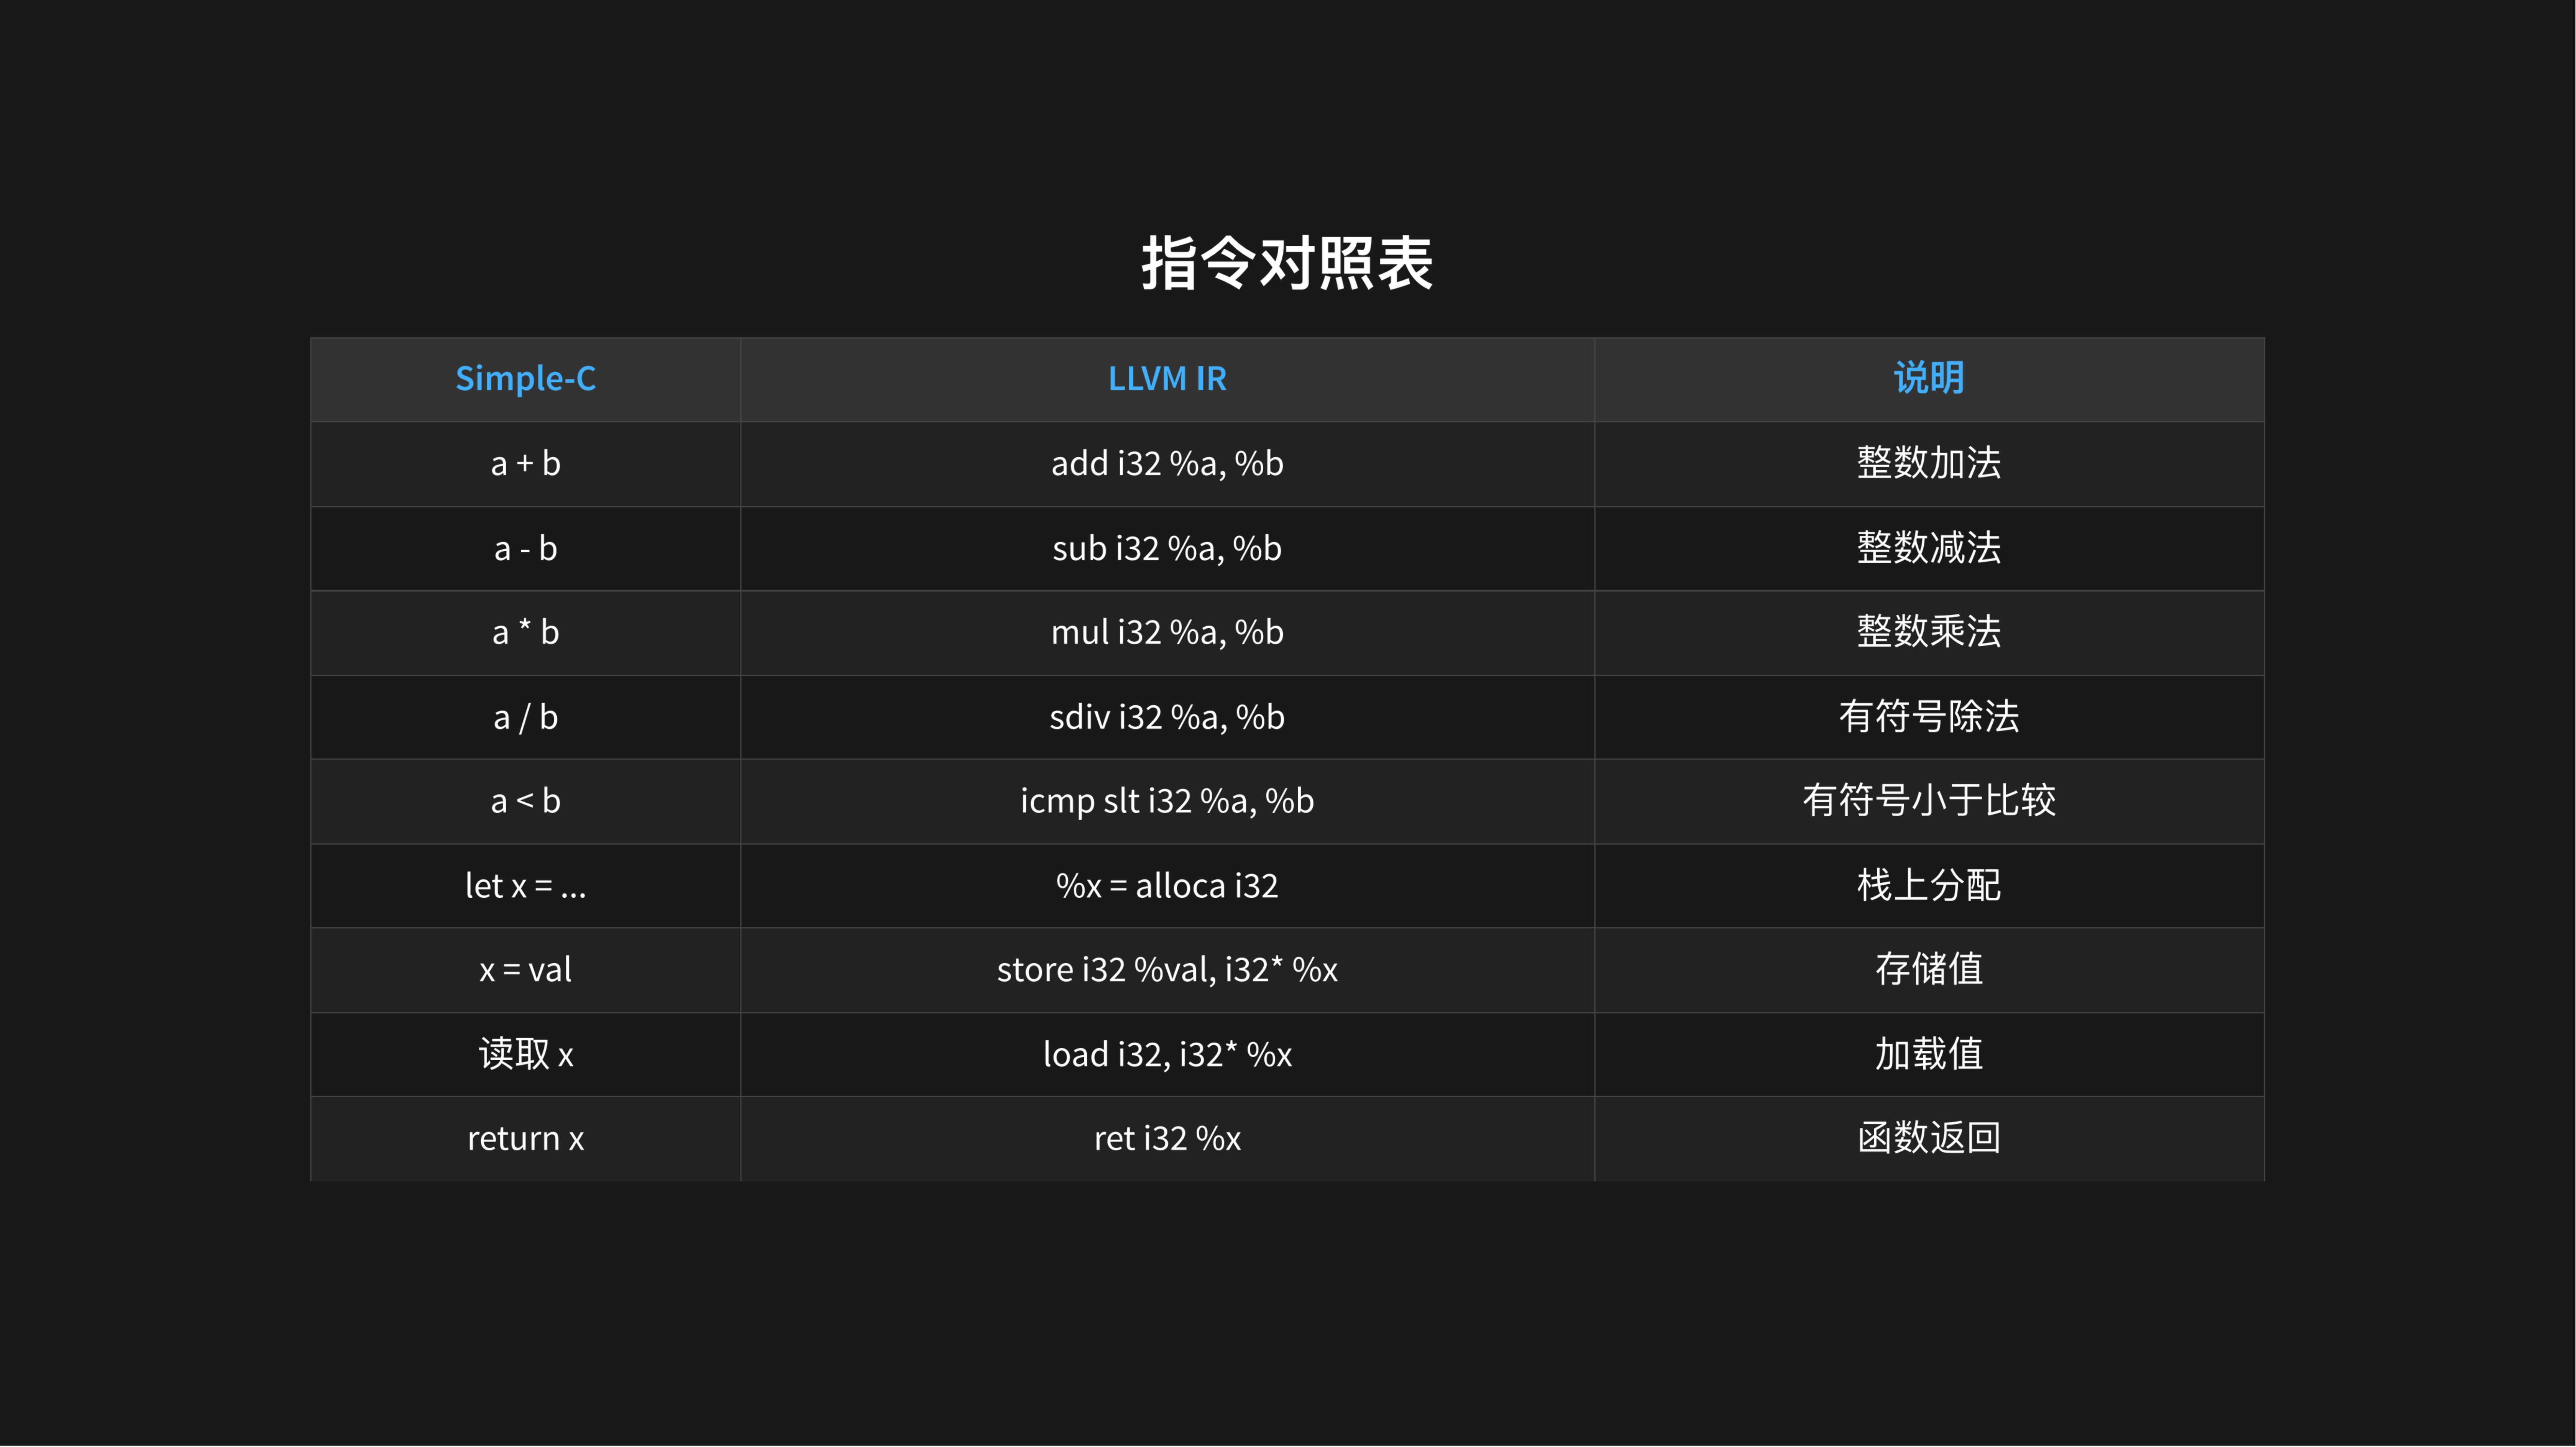 指令对照表
Simple-C LLVM IR 说明
a + b add i32 %a, %b 整数加法
a - b sub i32 %a, %b 整数减法
a * b mul i32 %a, %b 整数乘法
a / b sdiv i32 %a, %b 有符号除法
a < b icmp slt i32 %a, %b 有符号小于比较
let x = ... %x = alloca i32 栈上分配
x = val store i32 %val, i32* %x 存储值
读取 x load i32, i32* %x 加载值
return x ret i32 %x 函数返回